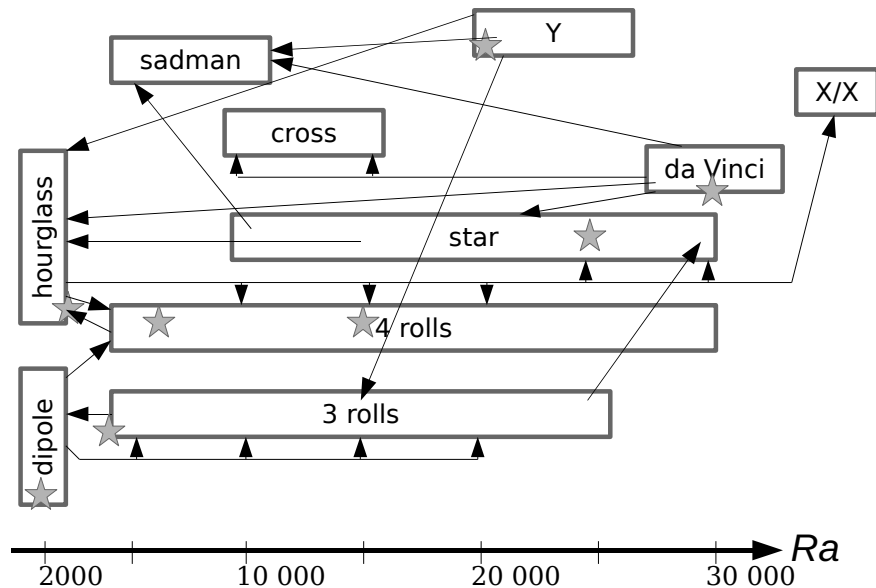 Y
sadman
X/X
cross
da Vinci
hourglass
star
4 rolls
dipole
3 rolls
Ra
2000
10 000
20 000
30 000